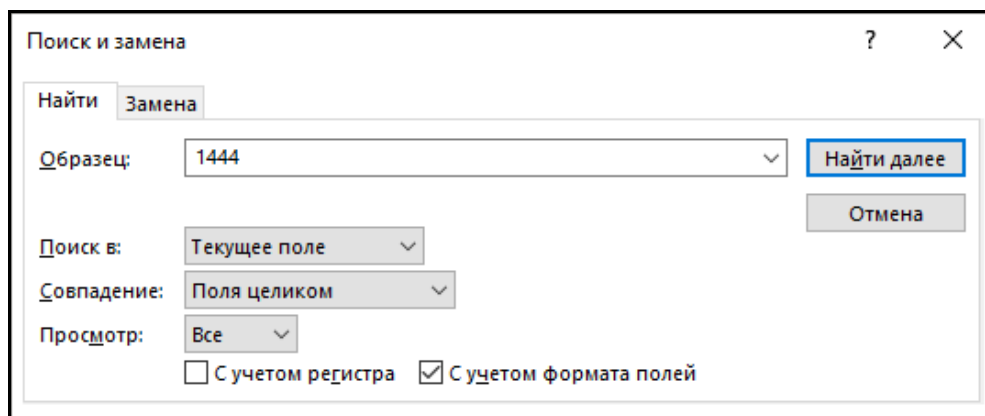 Поиск и замена ?
Найти Замена
Образец: 1444 Найти далее
Отмена
Поиск в: Текущее поле
Совпадение: Поля целиком
Просмотр: Все
С учетом регистра С учетом формата полей